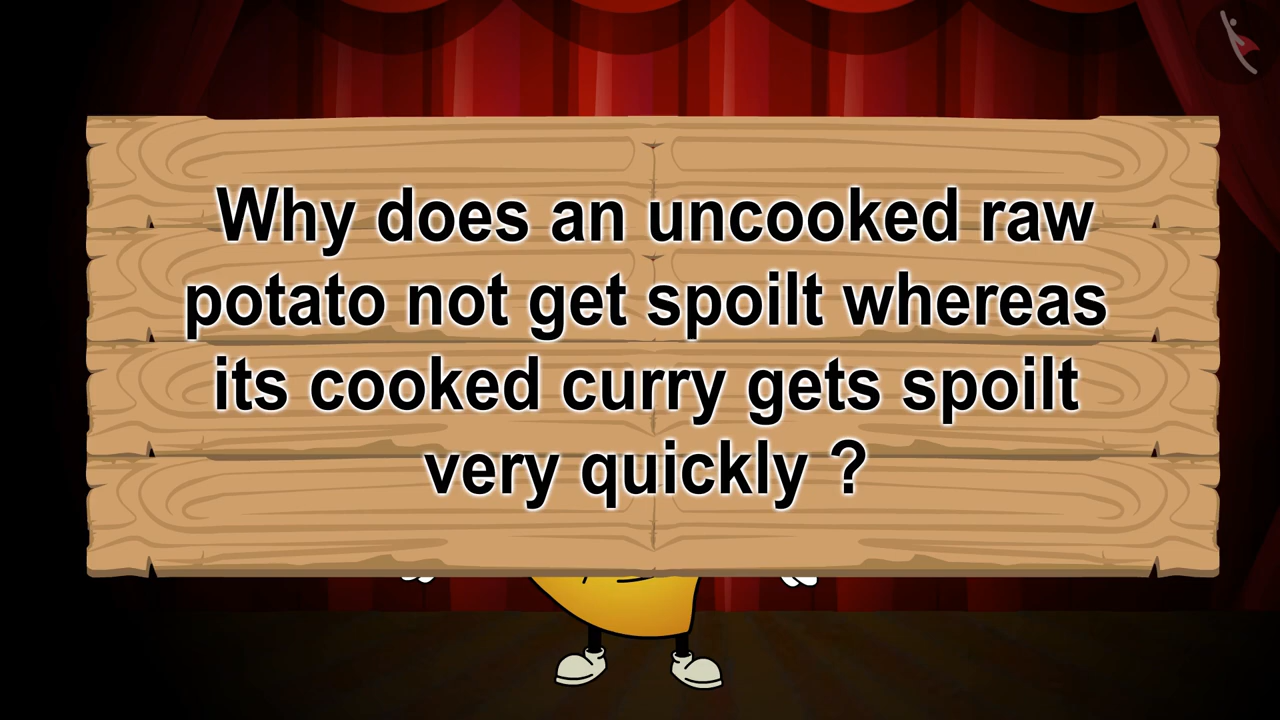 Why does an uncooked raw
potato not get spoilt whereas
its cooked curry gets spoilt
very quickly ?